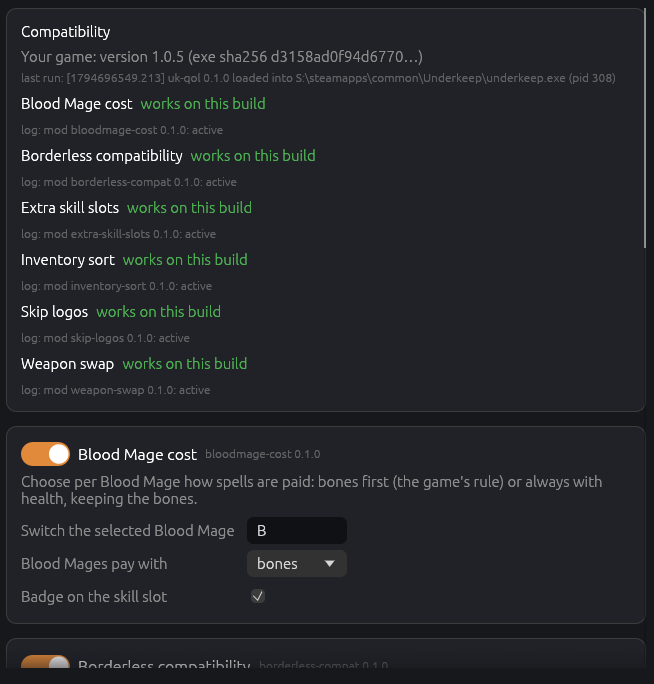 Compatibility
Your game: version 1.0.5 (exe sha256 d3158ad0f94d6770…)
last run: [1794696549.213] uk-qol 0.1.0 loaded into S:\steamapps\common\Underkeep\underkeep.exe (pid 308)
Blood Mage cost works on this build
log: mod bloodmage-cost 0.1.0: active
Borderless compatibility works on this build
log: mod borderless-compat 0.1.0: active
Extra skill slots works on this build
log: mod extra-skill-slots 0.1.0: active
Inventory sort works on this build
log: mod inventory-sort 0.1.0: active
Skip logos works on this build
log: mod skip-logos 0.1.0: active
Weapon swap works on this build
log: mod weapon-swap 0.1.0: active
Blood Mage cost bloodmage-cost 0.1.0
Choose per Blood Mage how spells are paid: bones first (the game's rule) or always with
health, keeping the bones.
Switch the selected Blood Mage B
Blood Mages pay with bones
Badge on the skill slot
Borderless compatibility borderless-compat 0.1.0